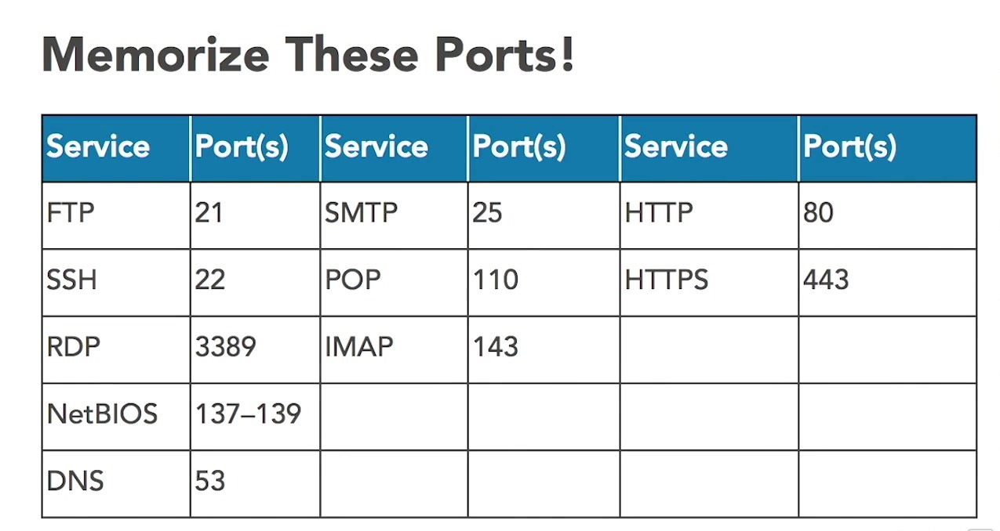 Memorize These Ports!
Service Port(s) Service Port(s) Service Port(s)
FTP 21 SMTP 25 HTTP 80
SSH 22 POP 110 HTTPS 443
RDP 3389 IMAP 143
NetBIOS 137–139
DNS 53